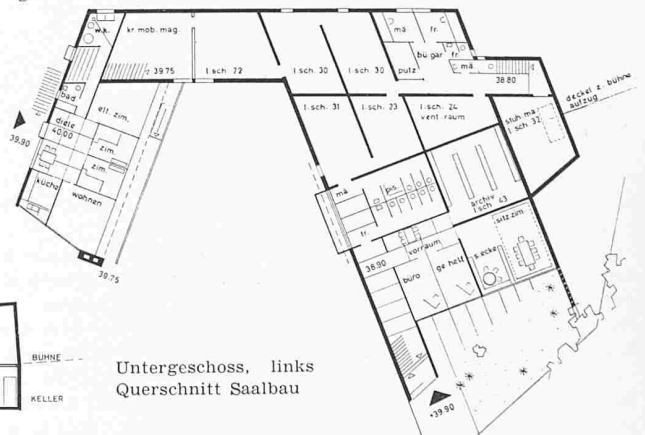 w.k.
kr. mob. mag.
mä
fr.
39.75
l.sch. 72
l.sch. 30
l.sch. 30
putz
bü.gar
fr.
mä
38.80
bad
l.sch. 31
l.sch. 23
l.sch. 24
vent.raum
stuh.ma
l.sch 32
deckel z. bühne
aufzug
39.90
diele
40.00
elt. zim.
zim.
zim.
küche
wohnen
39.75
mä
pis.
fr.
archiv
l.sch 43
38.90
vorraum
büro
ge.helf
s.ecke
sitz.zim
+39.90
BÜHNE
KELLER
Untergeschoss, links
Querschnitt Saalbau